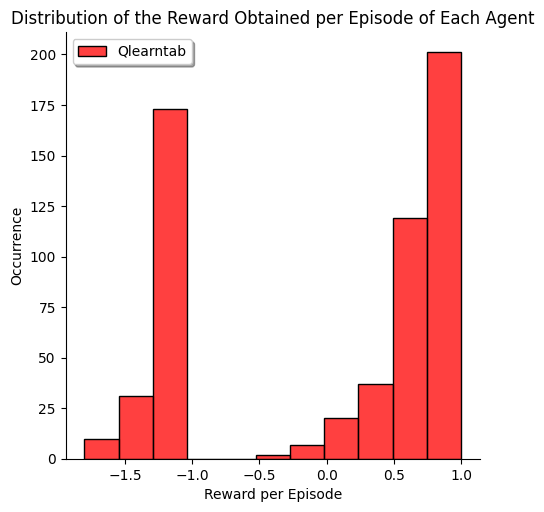 Distribution of the Reward Obtained per Episode of Each Agent
Qlearntab
200
175
150
125
100
75
50
25
0
Occurrence
−1.5 −1.0 −0.5 0.0 0.5 1.0
Reward per Episode